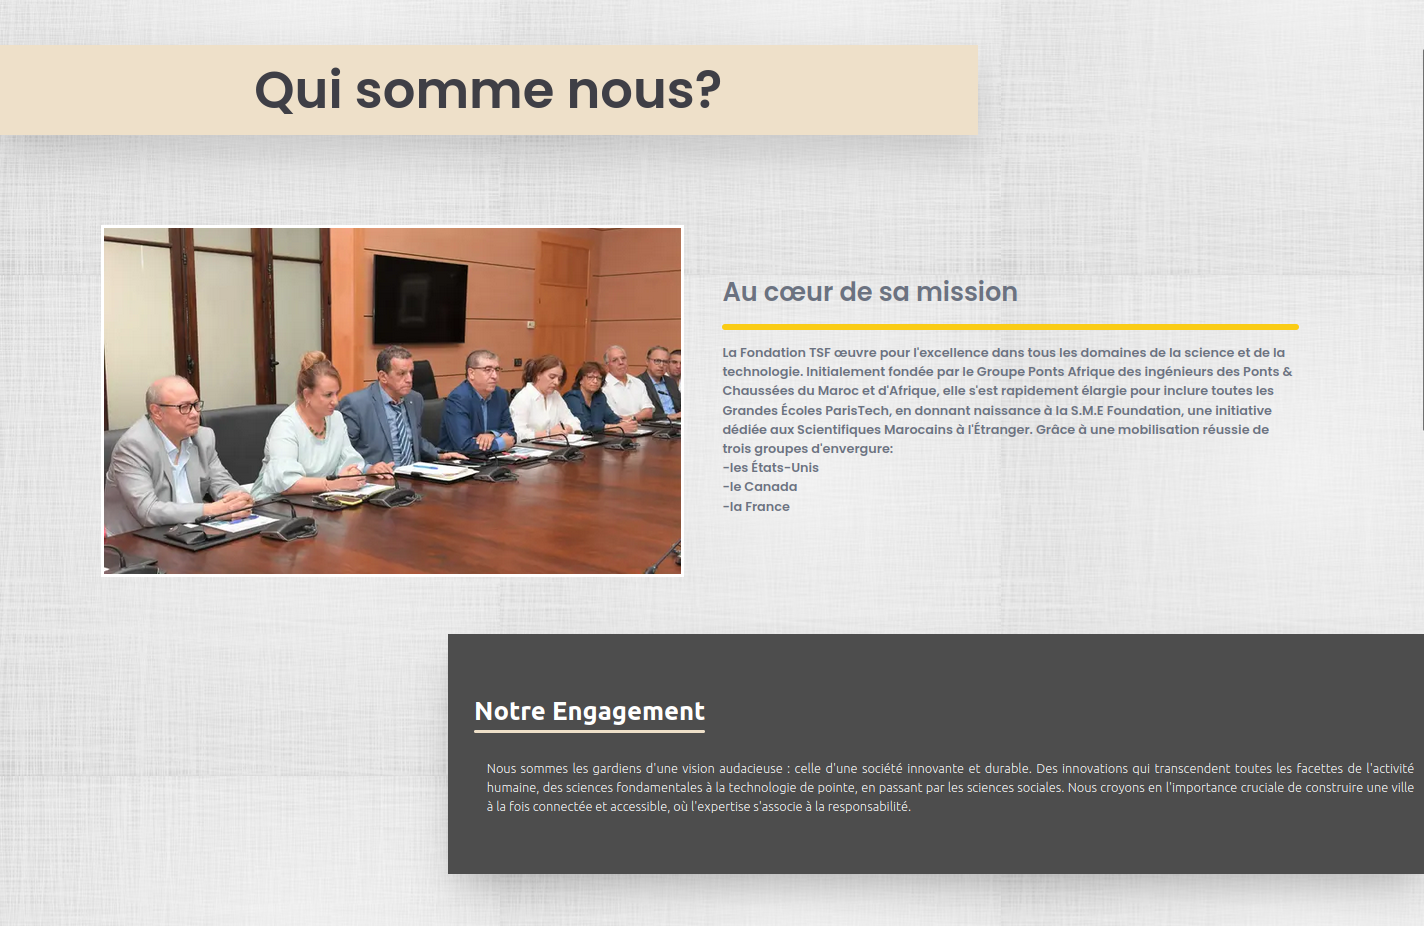 Qui somme nous?
Au cœur de sa mission
La Fondation TSF œuvre pour l'excellence dans tous les domaines de la science et de la
technologie. Initialement fondée par le Groupe Ponts Afrique des ingénieurs des Ponts &
Chaussées du Maroc et d'Afrique, elle s'est rapidement élargie pour inclure toutes les
Grandes Écoles ParisTech, en donnant naissance à la S.M.E Foundation, une initiative
dédiée aux Scientifiques Marocains à l'Étranger. Grâce à une mobilisation réussie de
trois groupes d'envergure:
-les États-Unis
-le Canada
-la France
Notre Engagement
Nous sommes les gardiens d'une vision audacieuse : celle d'une société innovante et durable. Des innovations qui transcendent toutes les facettes de l'activité
humaine, des sciences fondamentales à la technologie de pointe, en passant par les sciences sociales. Nous croyons en l'importance cruciale de construire une ville
à la fois connectée et accessible, où l'expertise s'associe à la responsabilité.